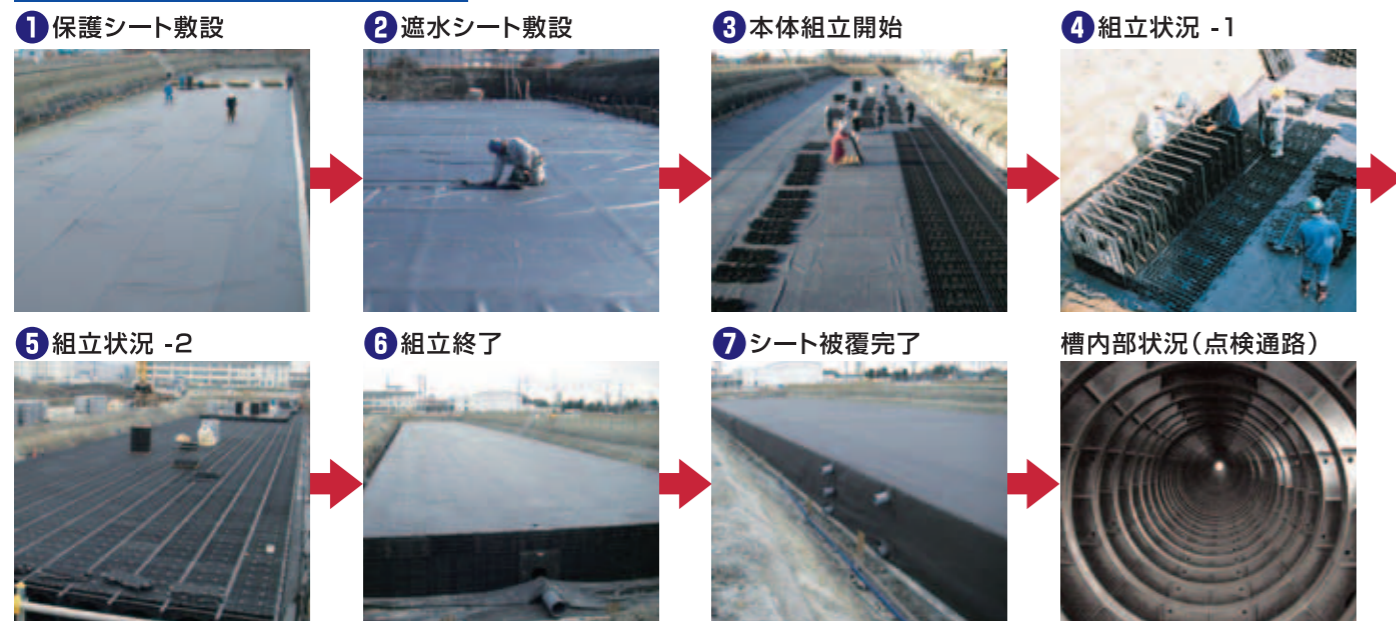 ❶保護シート敷設
❷遮水シート敷設
❸本体組立開始
❹組立状況 -1
❺組立状況 -2
❻組立終了
❼シート被覆完了
槽内部状況（点検通路）